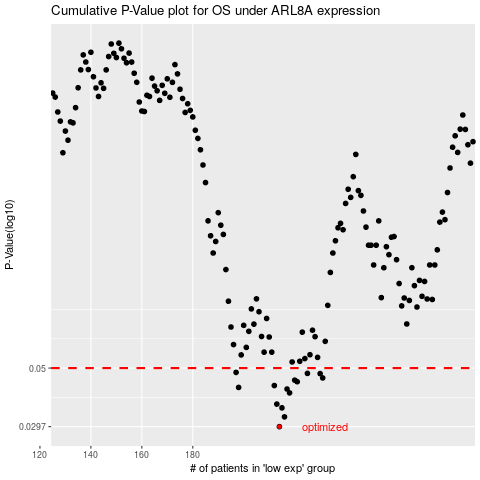 Cumulative P-Value plot for OS under ARL8A expression
P-Value(log10)
0.05
0.0297
optimized
120 140 160 180
# of patients in 'low exp' group